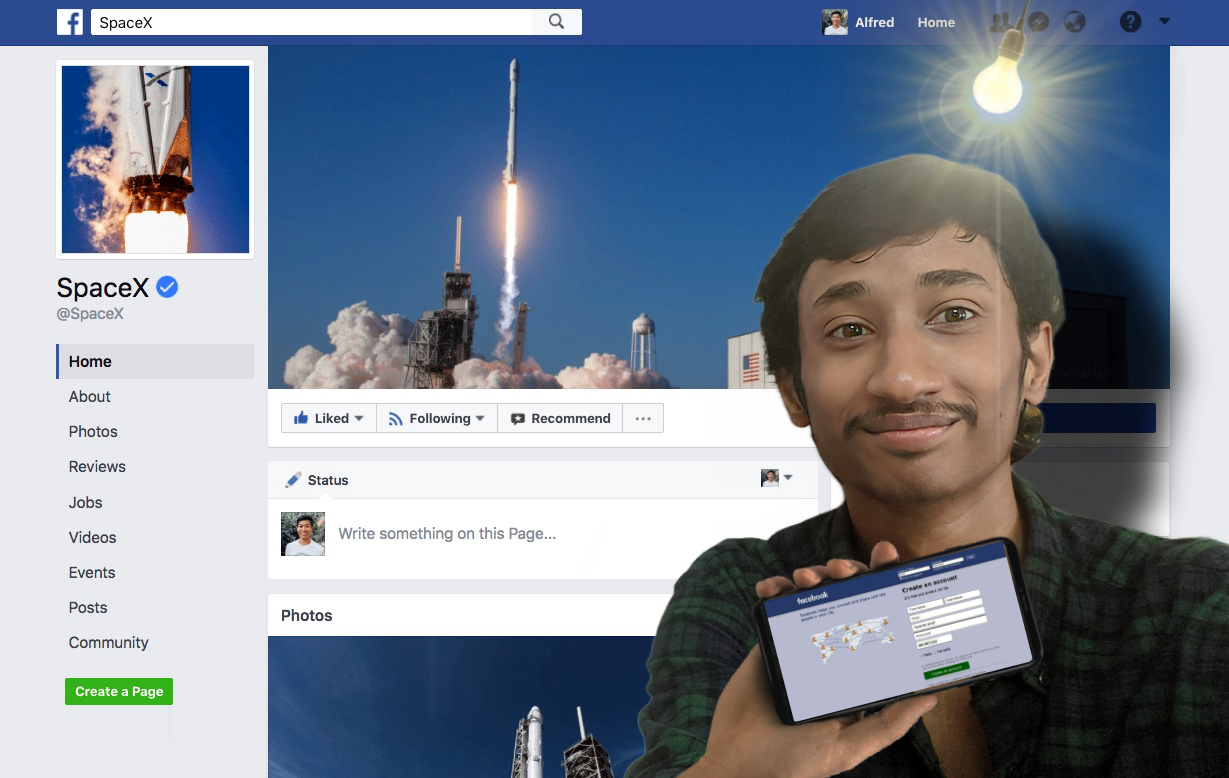 SpaceX
Alfred
Home
SpaceX
@SpaceX
Home
About
Photos
Reviews
Jobs
Videos
Events
Posts
Community
Create a Page
Liked
Following
Recommend
Status
Write something on this Page...
Photos
facebook
Create an account